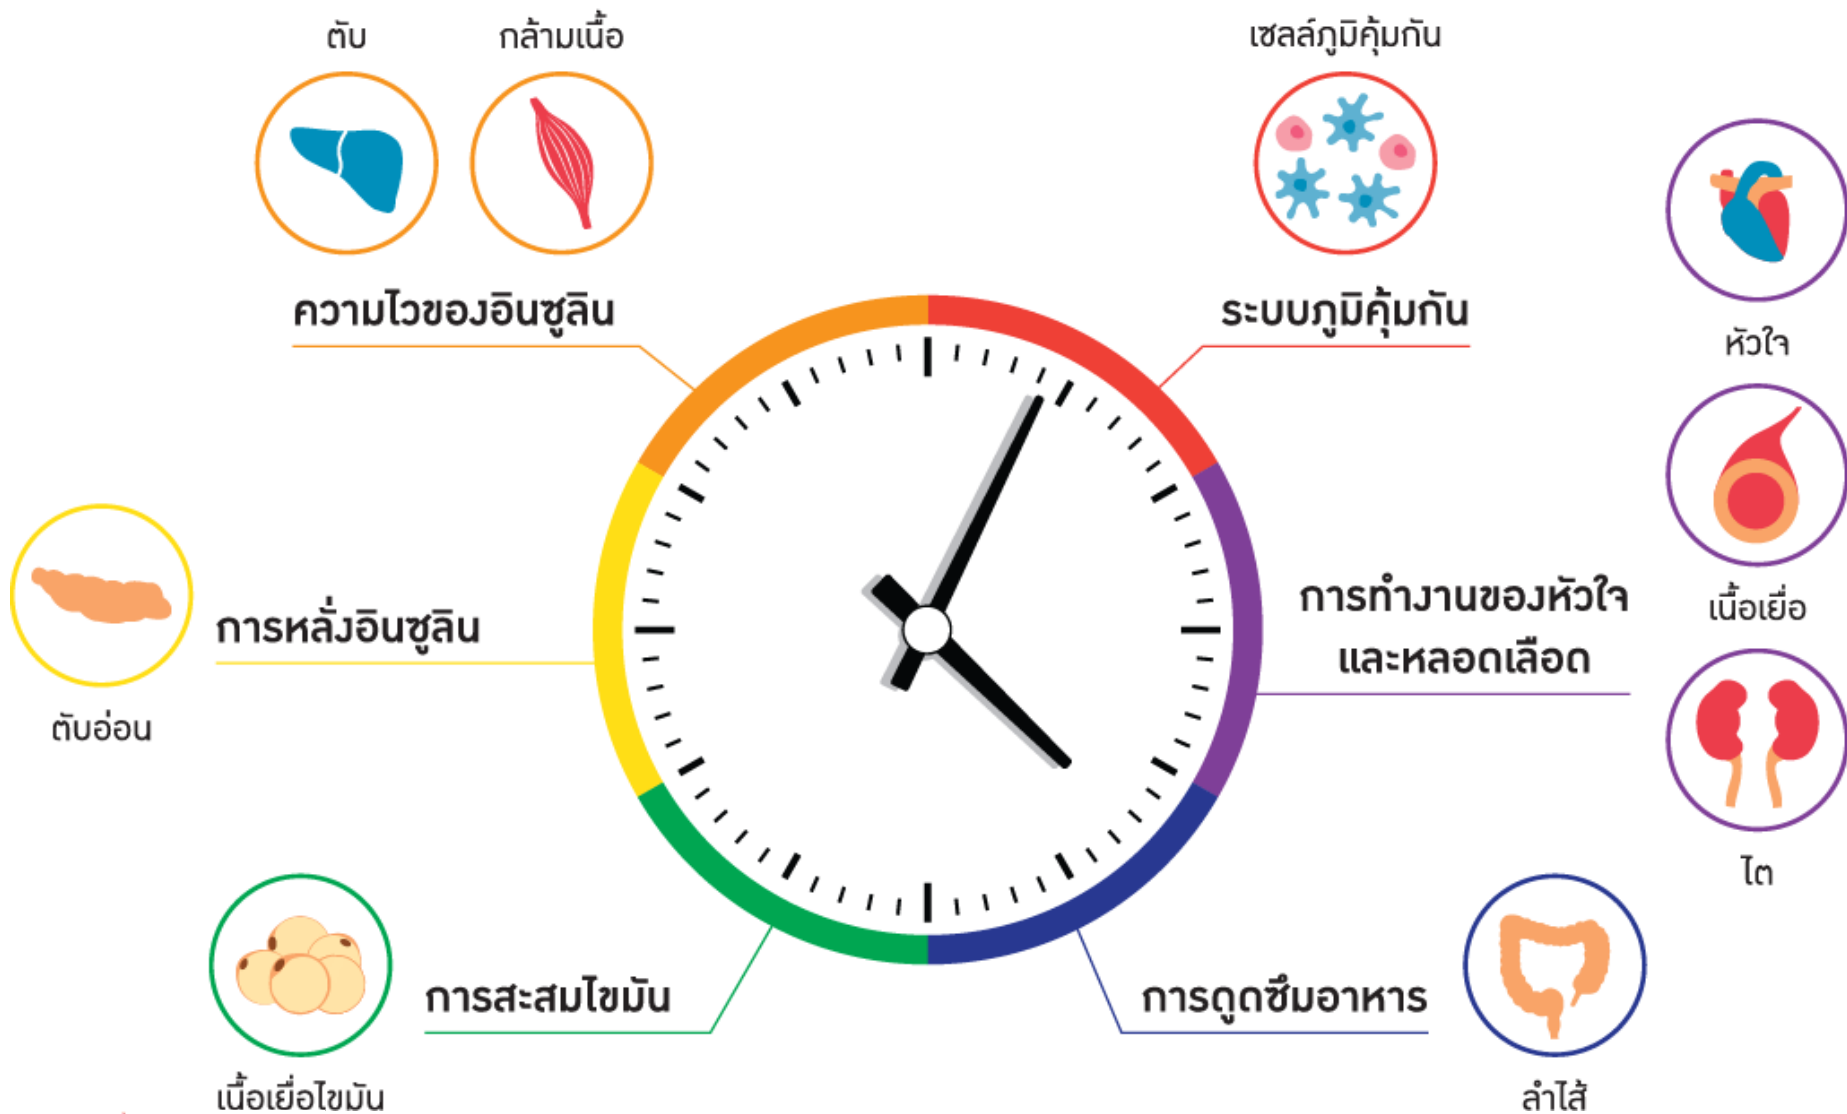 ตับ
กล้ามเนื้อ
ความไวของอินซูลิน
เซลล์ภูมิคุ้มกัน
ระบบภูมิคุ้มกัน
หัวใจ
เนื้อเยื่อ
ไต
การทำงานของหัวใจ
และหลอดเลือด
การหลั่งอินซูลิน
ตับอ่อน
การสะสมไขมัน
เนื้อเยื่อไขมัน
การดูดซึมอาหาร
ลำไส้